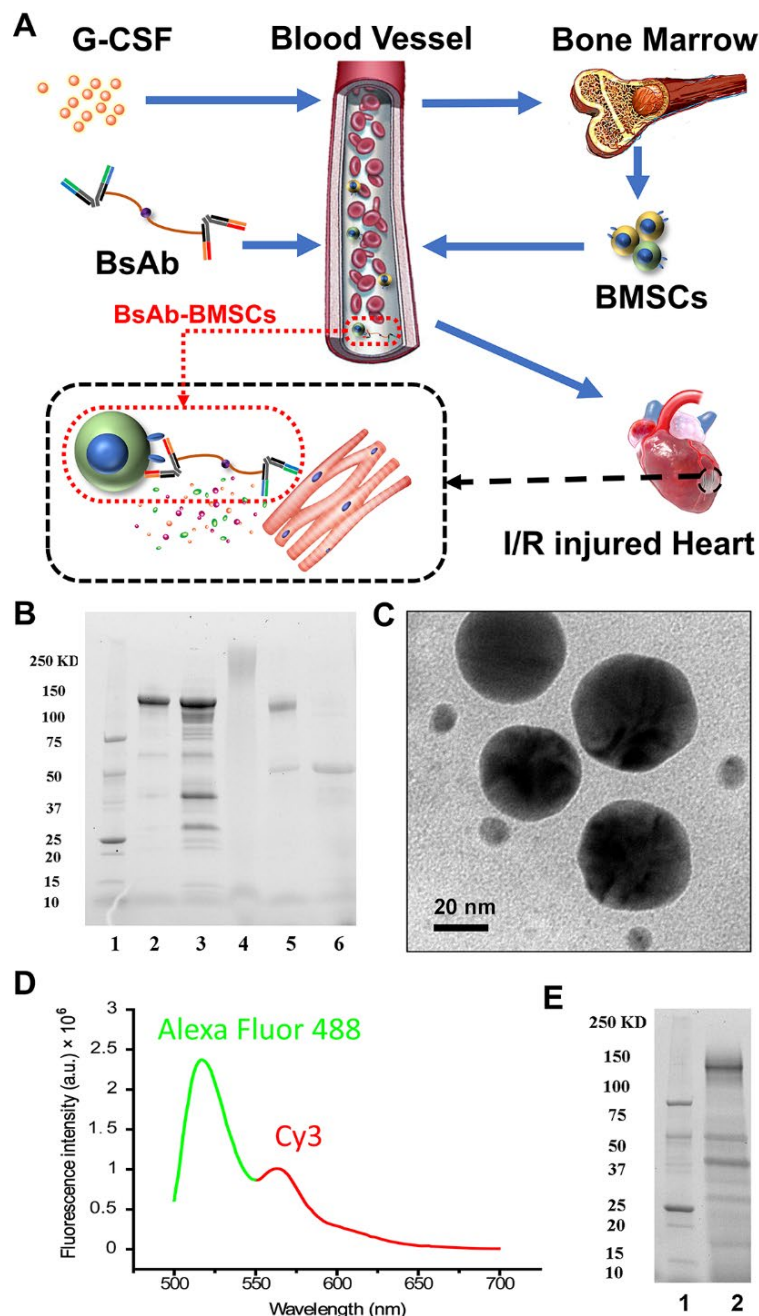 A
G-CSF
Blood Vessel
Bone Marrow
BsAb
BMSCs
BsAb-BMSCs
I/R injured Heart
B
250 KD
150
100
75
50
37
25
20
15
10
1 2 3 4 5 6
C
20 nm
D
Fluorescence intensity (a.u.) × 10⁶
3
2.5
2
1.5
1
0.5
0
Alexa Fluor 488
Cy3
500 550 600 650 700
Wavelength (nm)
E
250 KD
150
100
75
50
37
25
20
15
10
1 2